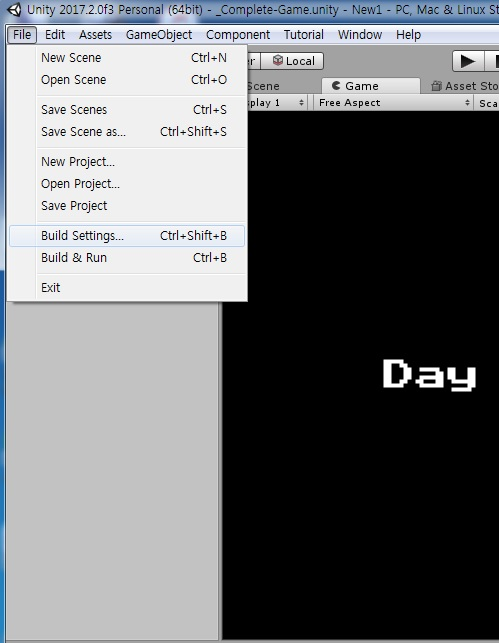 Unity 2017.2.0f3 Personal (64bit) - _Complete-Game.unity - New1 - PC, Mac & Linux St
File Edit Assets GameObject Component Tutorial Window Help
New Scene Ctrl+N
Local
Open Scene Ctrl+O
Scene Game Asset Sto
play 1 Free Aspect Sca
Save Scenes Ctrl+S
Save Scene as... Ctrl+Shift+S
New Project...
Open Project...
Save Project
Build Settings... Ctrl+Shift+B
Build & Run Ctrl+B
Exit
Day